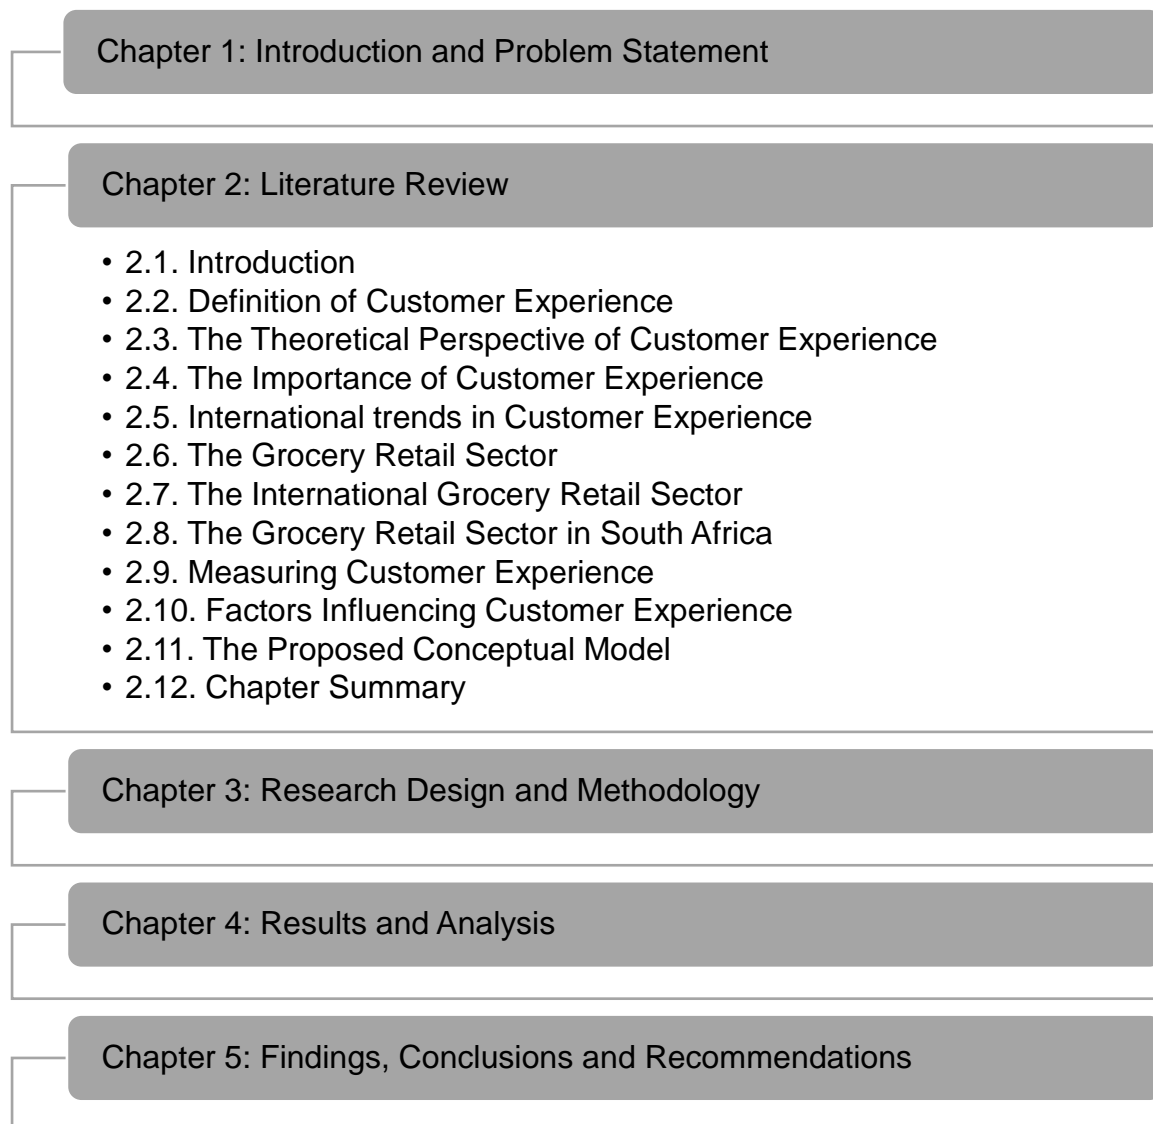 Chapter 1: Introduction and Problem Statement
Chapter 2: Literature Review
• 2.1. Introduction
• 2.2. Definition of Customer Experience
• 2.3. The Theoretical Perspective of Customer Experience
• 2.4. The Importance of Customer Experience
• 2.5. International trends in Customer Experience
• 2.6. The Grocery Retail Sector
• 2.7. The International Grocery Retail Sector
• 2.8. The Grocery Retail Sector in South Africa
• 2.9. Measuring Customer Experience
• 2.10. Factors Influencing Customer Experience
• 2.11. The Proposed Conceptual Model
• 2.12. Chapter Summary
Chapter 3: Research Design and Methodology
Chapter 4: Results and Analysis
Chapter 5: Findings, Conclusions and Recommendations